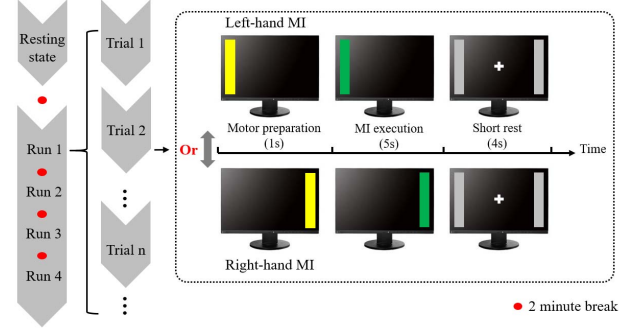 Resting
state
Run 1
Run 2
Run 3
Run 4
Trial 1
Trial 2
Trial n
Left-hand MI
Motor preparation
(1s)
MI execution
(5s)
Short rest
(4s)
Or
Time
Right-hand MI
2 minute break